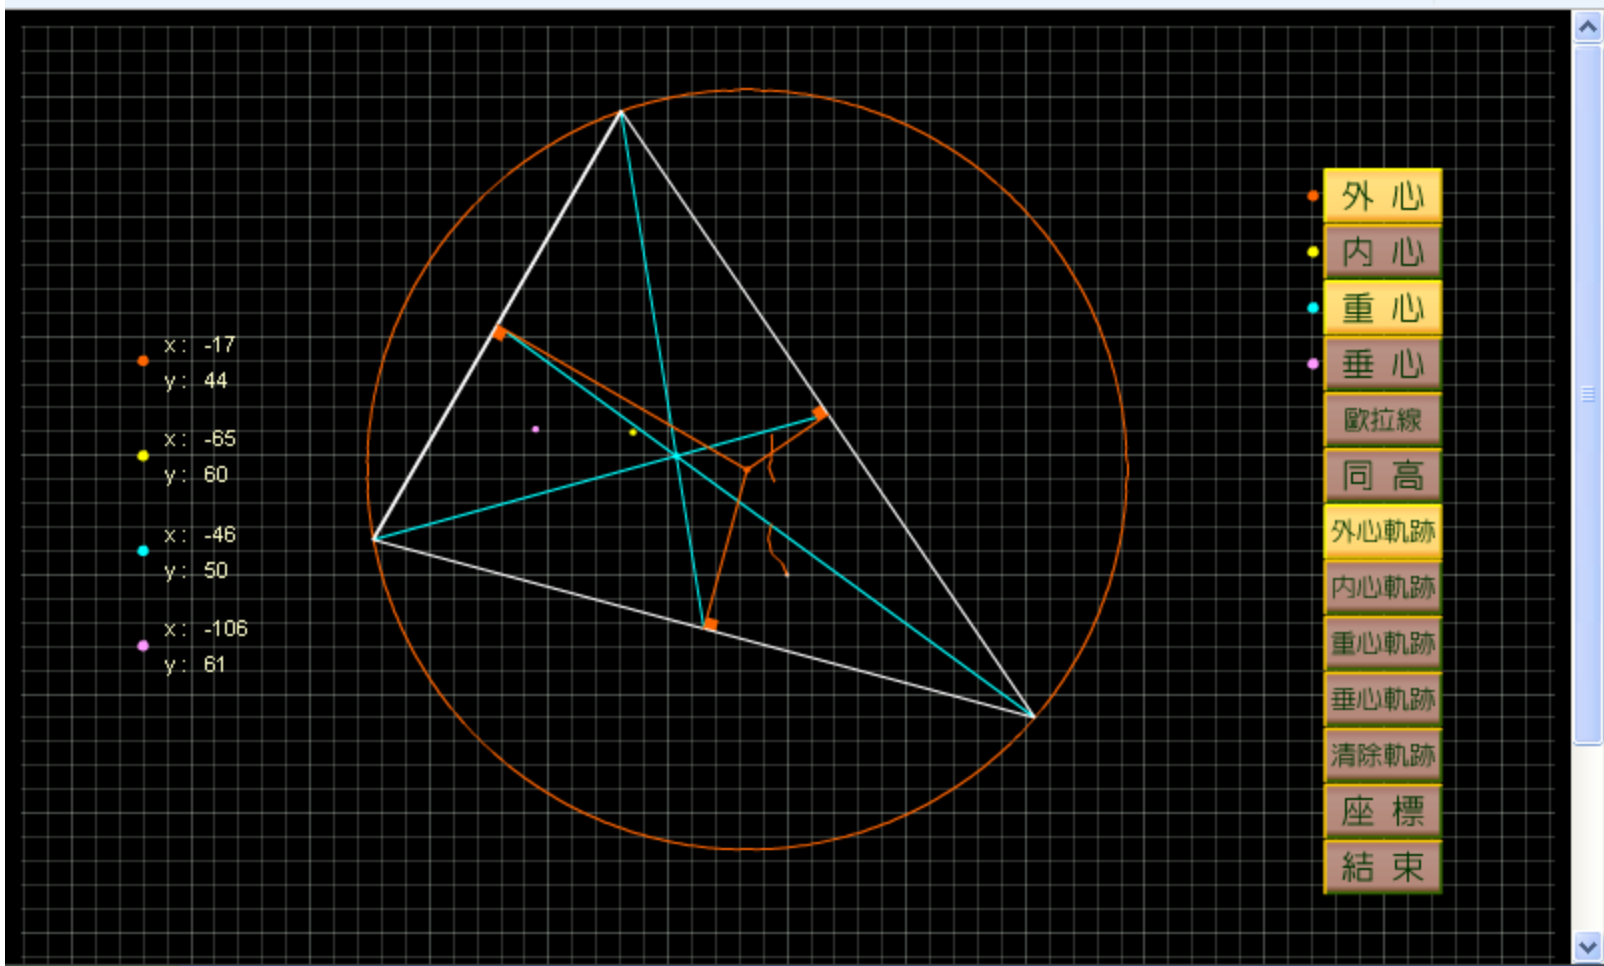 x: -17
y: 44
x: -65
y: 60
x: -46
y: 50
x: -106
y: 61
外心
內心
重心
垂心
歐拉線
同高
外心軌跡
內心軌跡
重心軌跡
垂心軌跡
清除軌跡
座標
結束